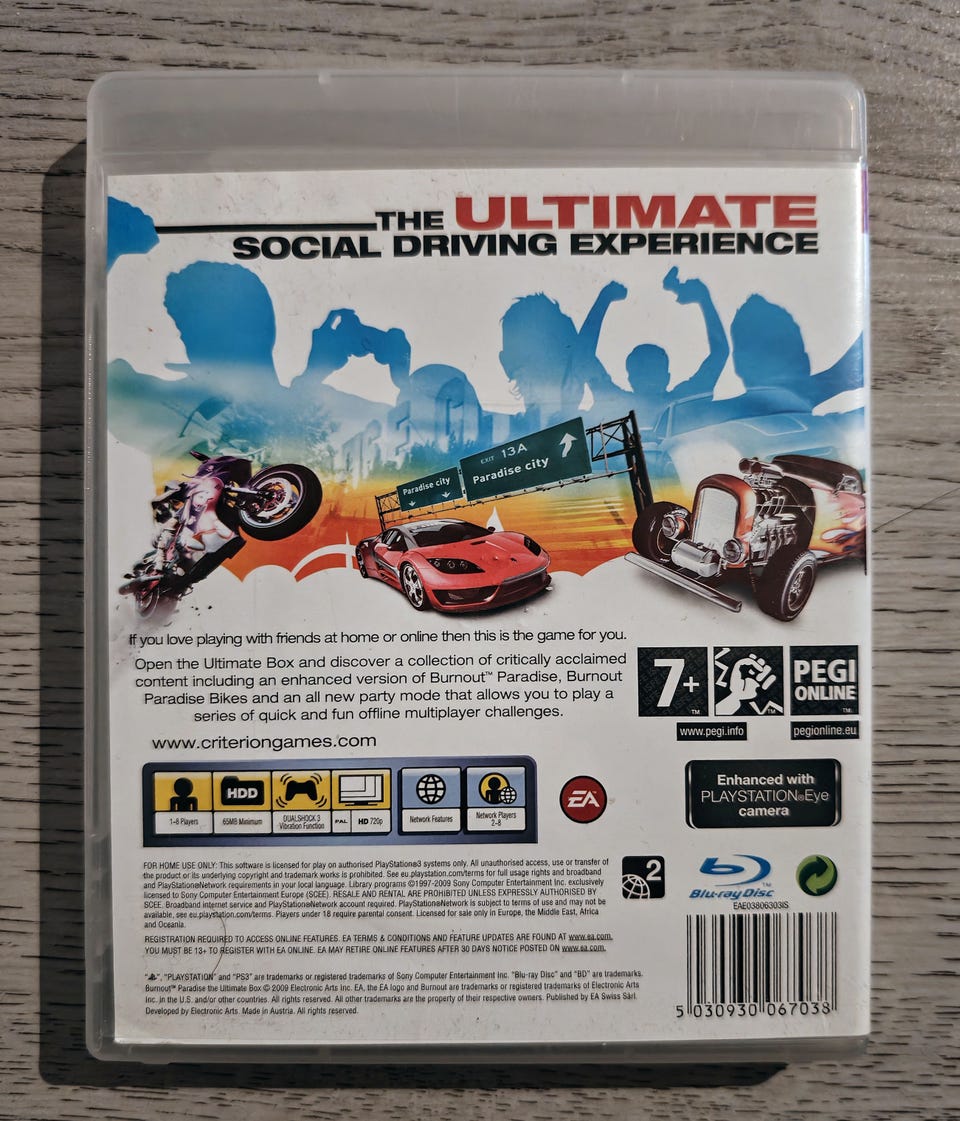 THE ULTIMATE
SOCIAL DRIVING EXPERIENCE
EXIT 13A
Paradise city
Paradise city
If you love playing with friends at home or online then this is the game for you.
Open the Ultimate Box and discover a collection of critically acclaimed
content including an enhanced version of Burnout™ Paradise, Burnout
Paradise Bikes and an all new party mode that allows you to play a
series of quick and fun offline multiplayer challenges.
www.criteriongames.com
7+ ™
™
PEGI
ONLINE
™
www.pegi.info
pegionline.eu
HDD
1-8 Players
65MB Minimum
DUALSHOCK 3
Vibration Function
PAL
HD 720p
Network Features
Network Players
2-8
EA
Enhanced with
PLAYSTATION®Eye
camera
FOR HOME USE ONLY: This software is licensed for play on authorised PlayStation®3 systems only. All unauthorised access, use or transfer of
the product or its underlying copyright and trademark works is prohibited. See eu.playstation.com/terms for full usage rights and broadband
and PlayStation®Network requirements in your local language. Library programs ©1997-2009 Sony Computer Entertainment Inc. exclusively
licensed to Sony Computer Entertainment Europe (SCEE). RESALE AND RENTAL ARE PROHIBITED UNLESS EXPRESSLY AUTHORISED BY
SCEE. Broadband internet service and PlayStation®Network account required. PlayStation®Network is subject to terms of use and may not be
available, see eu.playstation.com/terms. Players under 18 require parental consent. Licensed for sale only in Europe, the Middle East, Africa
and Oceania.
2
Blu-ray Disc ™
EAE03806303IS
REGISTRATION REQUIRED TO ACCESS ONLINE FEATURES. EA TERMS & CONDITIONS AND FEATURE UPDATES ARE FOUND AT www.ea.com.
YOU MUST BE 13+ TO REGISTER WITH EA ONLINE. EA MAY RETIRE ONLINE FEATURES AFTER 30 DAYS NOTICE POSTED ON www.ea.com.
" ", "PLAYSTATION" and "PS3" are trademarks or registered trademarks of Sony Computer Entertainment Inc. "Blu-ray Disc" and "BD" are trademarks.
Burnout™ Paradise the Ultimate Box © 2009 Electronic Arts Inc. EA, the EA logo and Burnout are trademarks or registered trademarks of Electronic Arts
Inc. in the U.S. and/or other countries. All rights reserved. All other trademarks are the property of their respective owners. Published by EA Swiss Sàrl.
Developed by Electronic Arts. Made in Austria. All rights reserved.
5 030930 067038